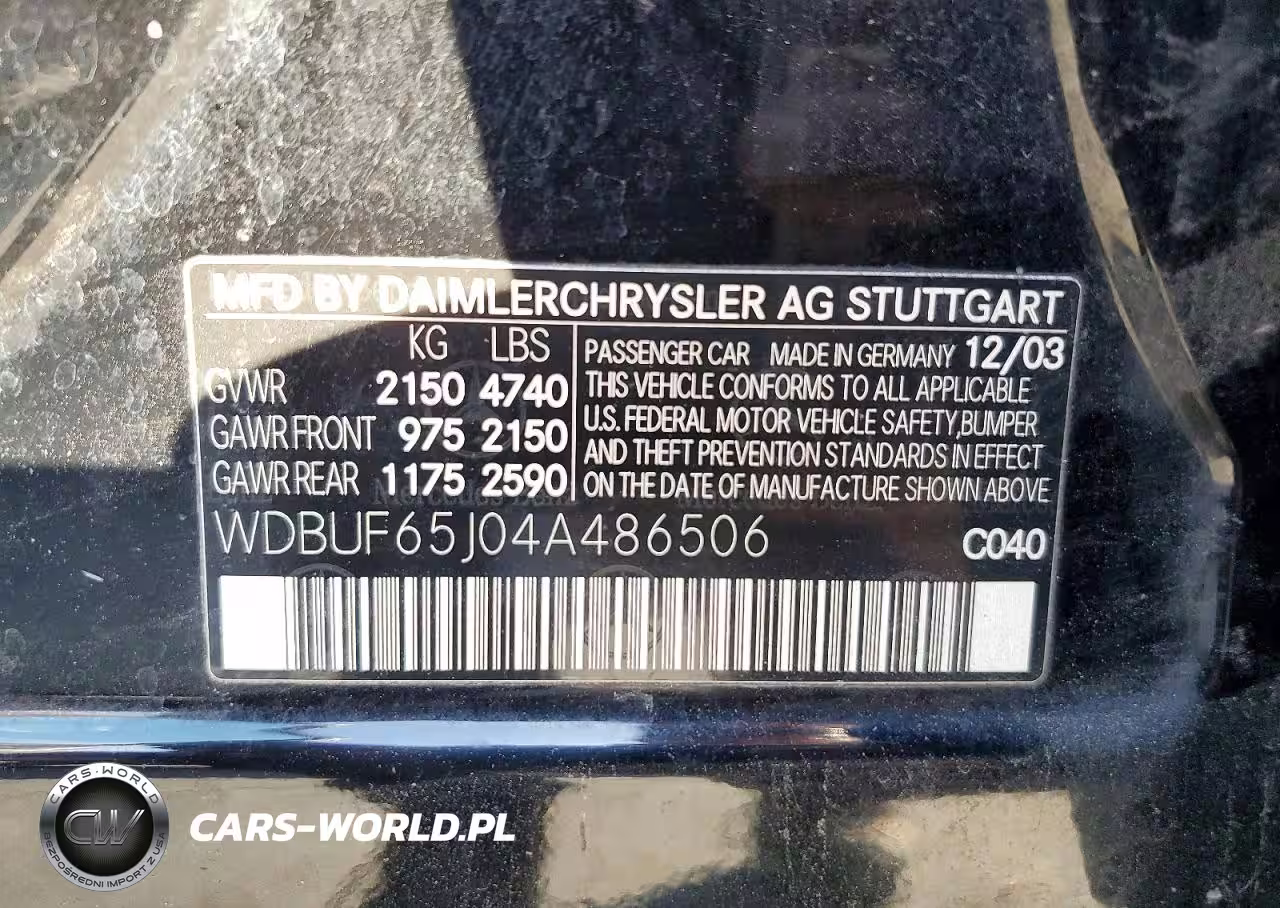 MFD BY DAIMLERCHRYSLER AG STUTTGART
KG LBS
GVWR 2150 4740
GAWR FRONT 975 2150
GAWR REAR 1175 2590
PASSENGER CAR MADE IN GERMANY 12/03
THIS VEHICLE CONFORMS TO ALL APPLICABLE
U.S. FEDERAL MOTOR VEHICLE SAFETY, BUMPER
AND THEFT PREVENTION STANDARDS IN EFFECT
ON THE DATE OF MANUFACTURE SHOWN ABOVE
WDBUF65J04A486506 C040
CARS-WORLD
CW
BEZPOŚREDNI IMPORT Z USA
CARS-WORLD.PL